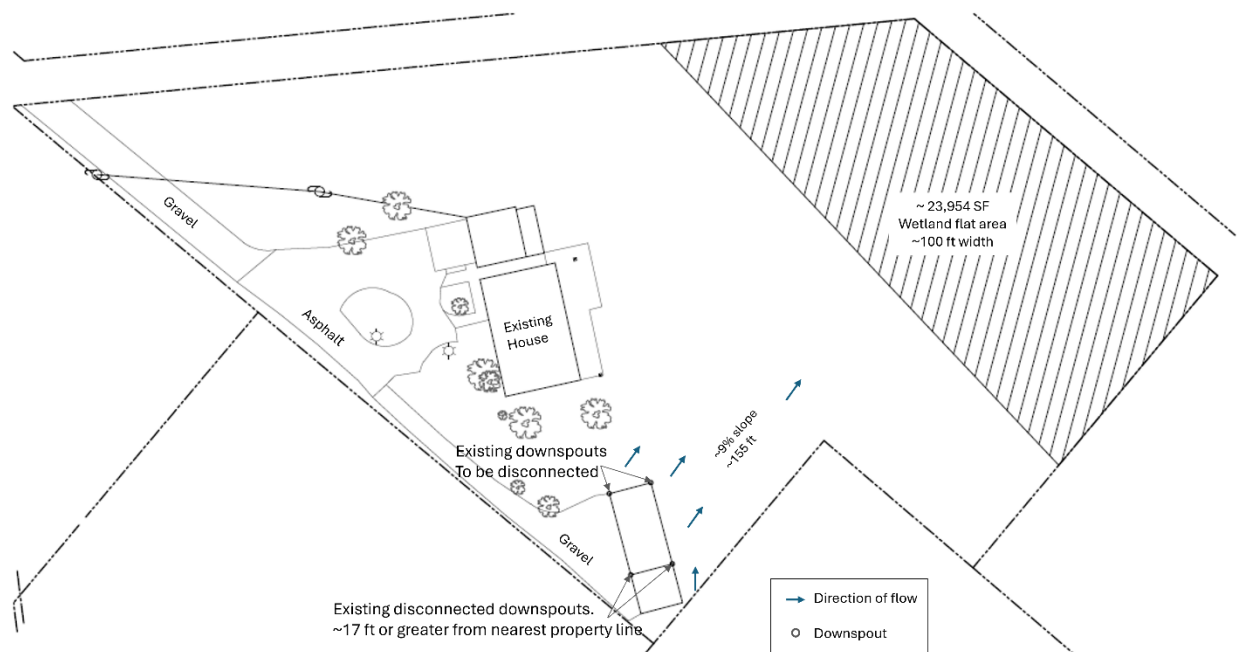 Gravel
~ 23,954 SF
Wetland flat area
~100 ft width
Asphalt
Existing
House
~9% slope
~155 ft
Existing downspouts
To be disconnected
Gravel
Existing disconnected downspouts.
~17 ft or greater from nearest property line
Direction of flow
Downspout